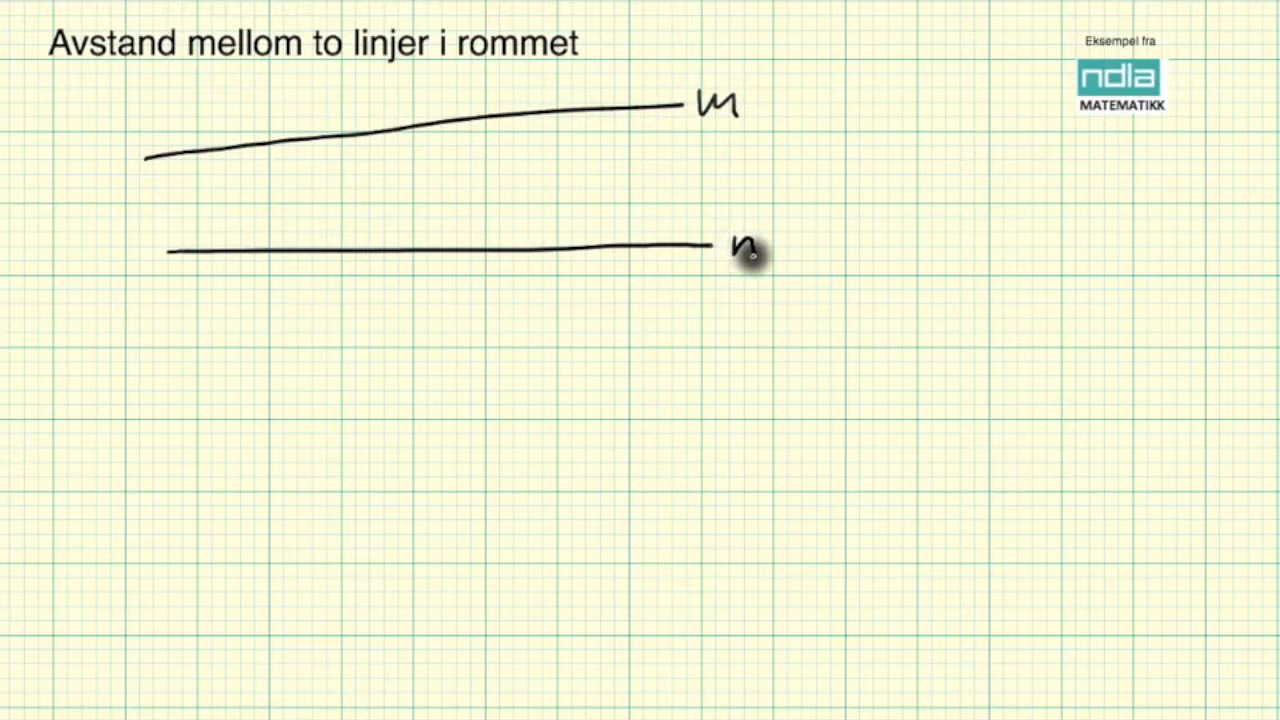 Avstand mellom to linjer i rommet
Eksempel fra
ndla
MATEMATIKK
m
n